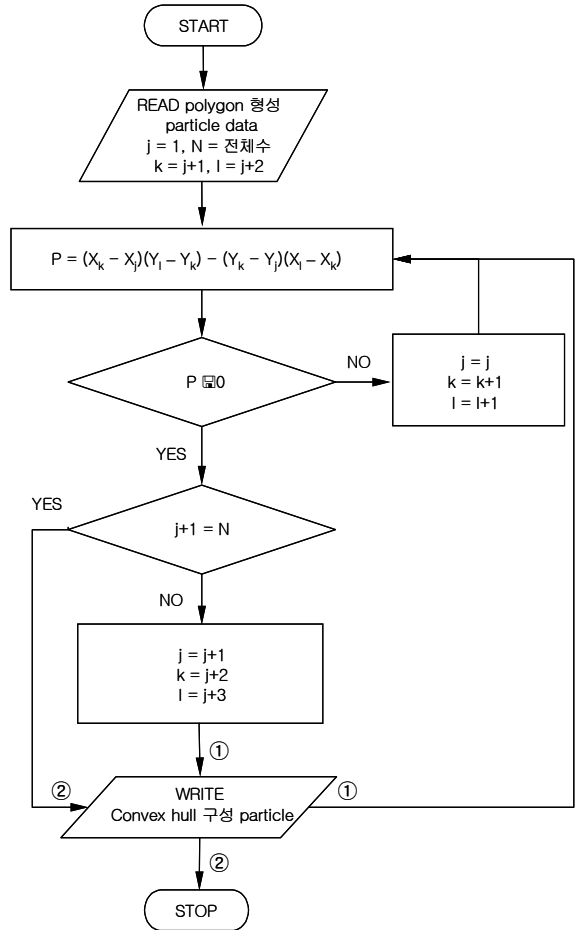 START
READ polygon 형성
particle data
j = 1, N = 전체수
k = j+1, l = j+2
P = (Xk – Xj)(Yl – Yk) – (Yk – Yj)(Xl – Xk)
P 0
NO
j = j
k = k+1
l = l+1
YES
YES
j+1 = N
NO
j = j+1
k = j+2
l = j+3
①
②
WRITE
①
Convex hull 구성 particle
②
STOP